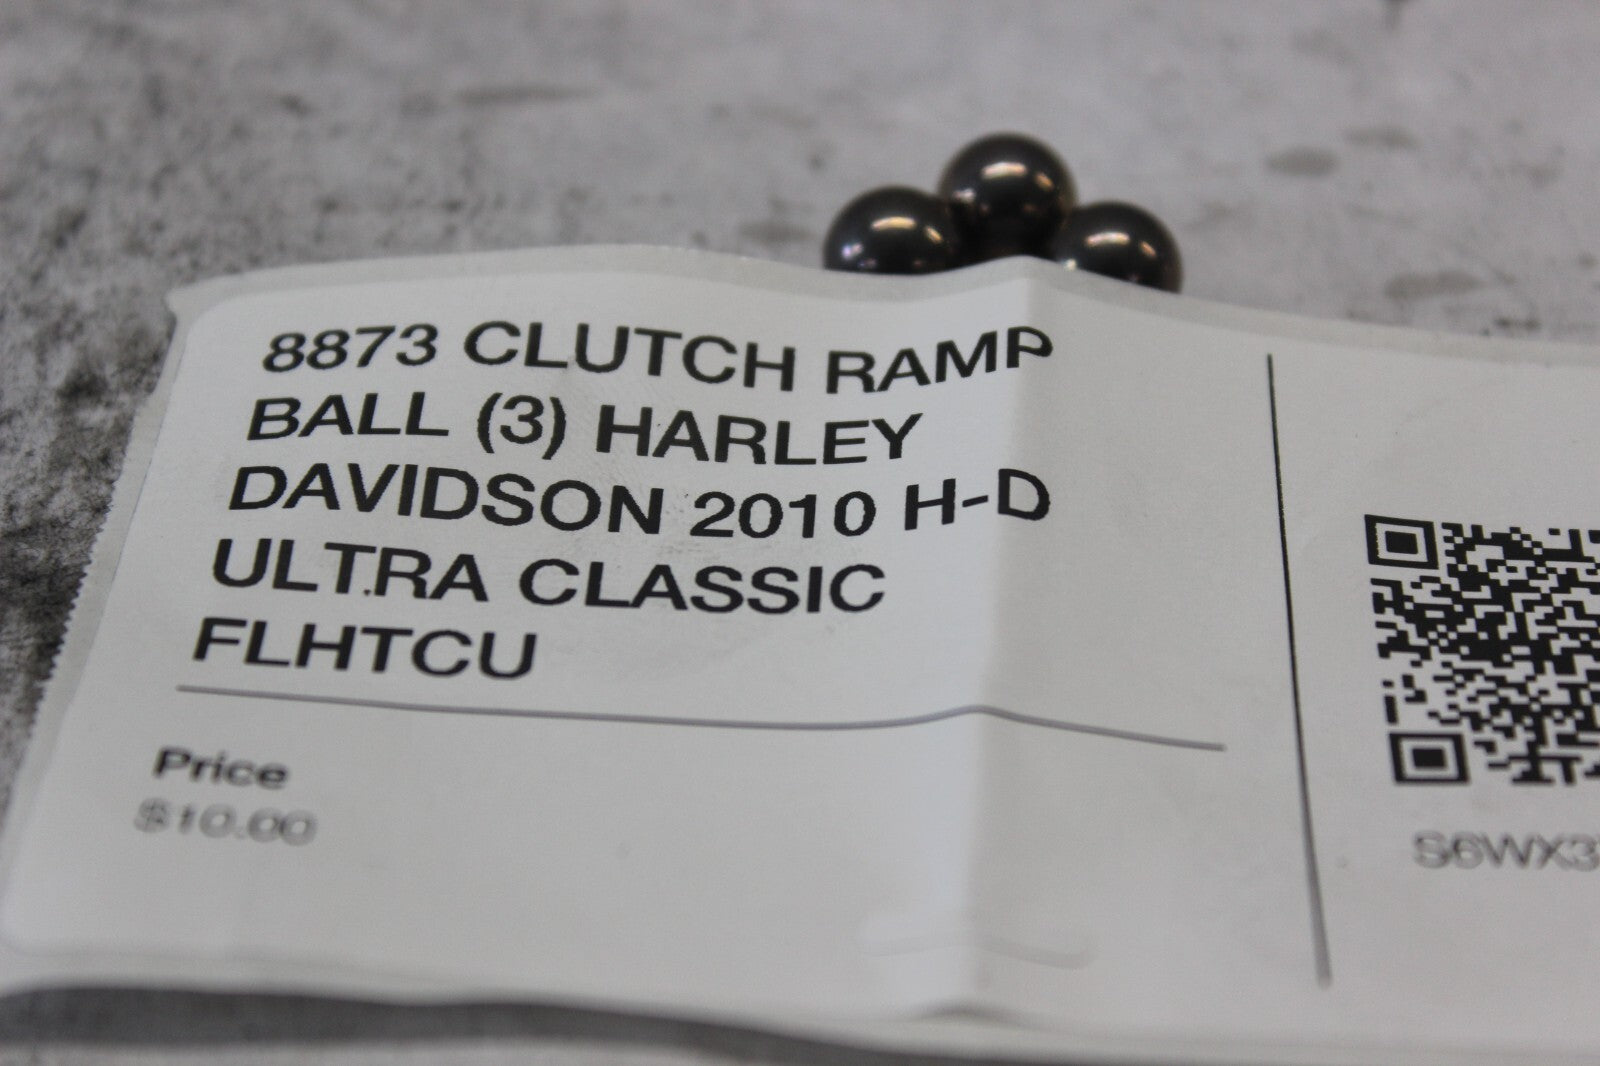 8873 CLUTCH RAMP
BALL (3) HARLEY
DAVIDSON 2010 H-D
ULTRA CLASSIC
FLHTCU
Price
$10.00